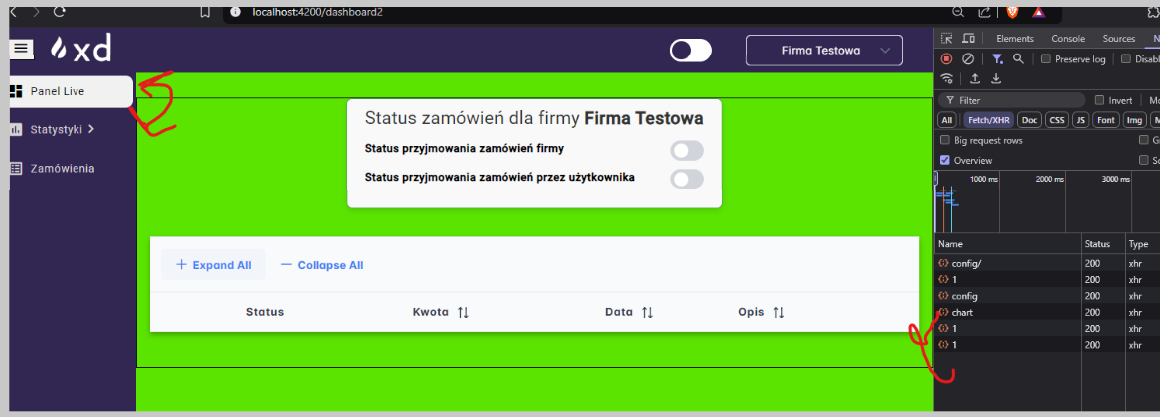 localhost:4200/dashboard2
xd
Firma Testowa
Panel Live
Statystyki
Zamówienia
Status zamówień dla firmy Firma Testowa
Status przyjmowania zamówień firmy
Status przyjmowania zamówień przez użytkownika
+ Expand All — Collapse All
Status Kwota Data Opis
Elements Console Sources N
Preserve log Disabl
Filter Invert Mo
All Fetch/XHR Doc CSS JS Font Img M
Big request rows G
Overview Sc
1000 ms 2000 ms 3000 ms
Name Status Type
config/ 200 xhr
1 200 xhr
config 200 xhr
chart 200 xhr
1 200 xhr
1 200 xhr